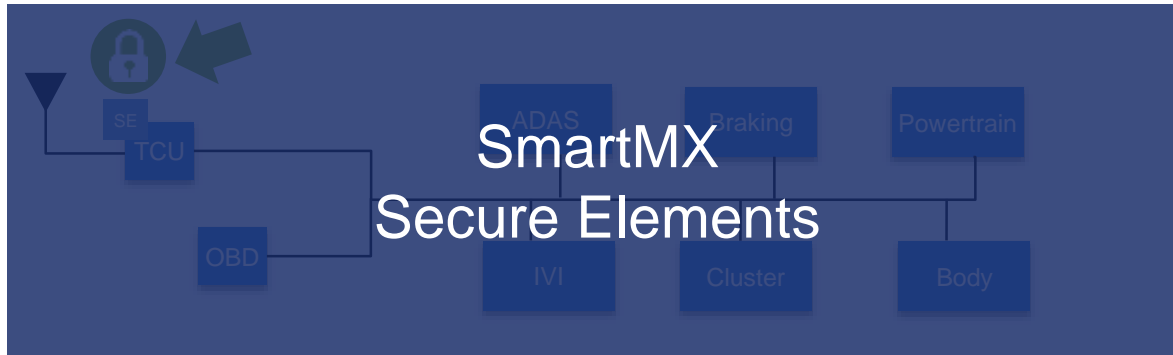 SmartMX
Secure Elements
SE
TCU
OBD
ADAS
Braking
Powertrain
IVI
Cluster
Body